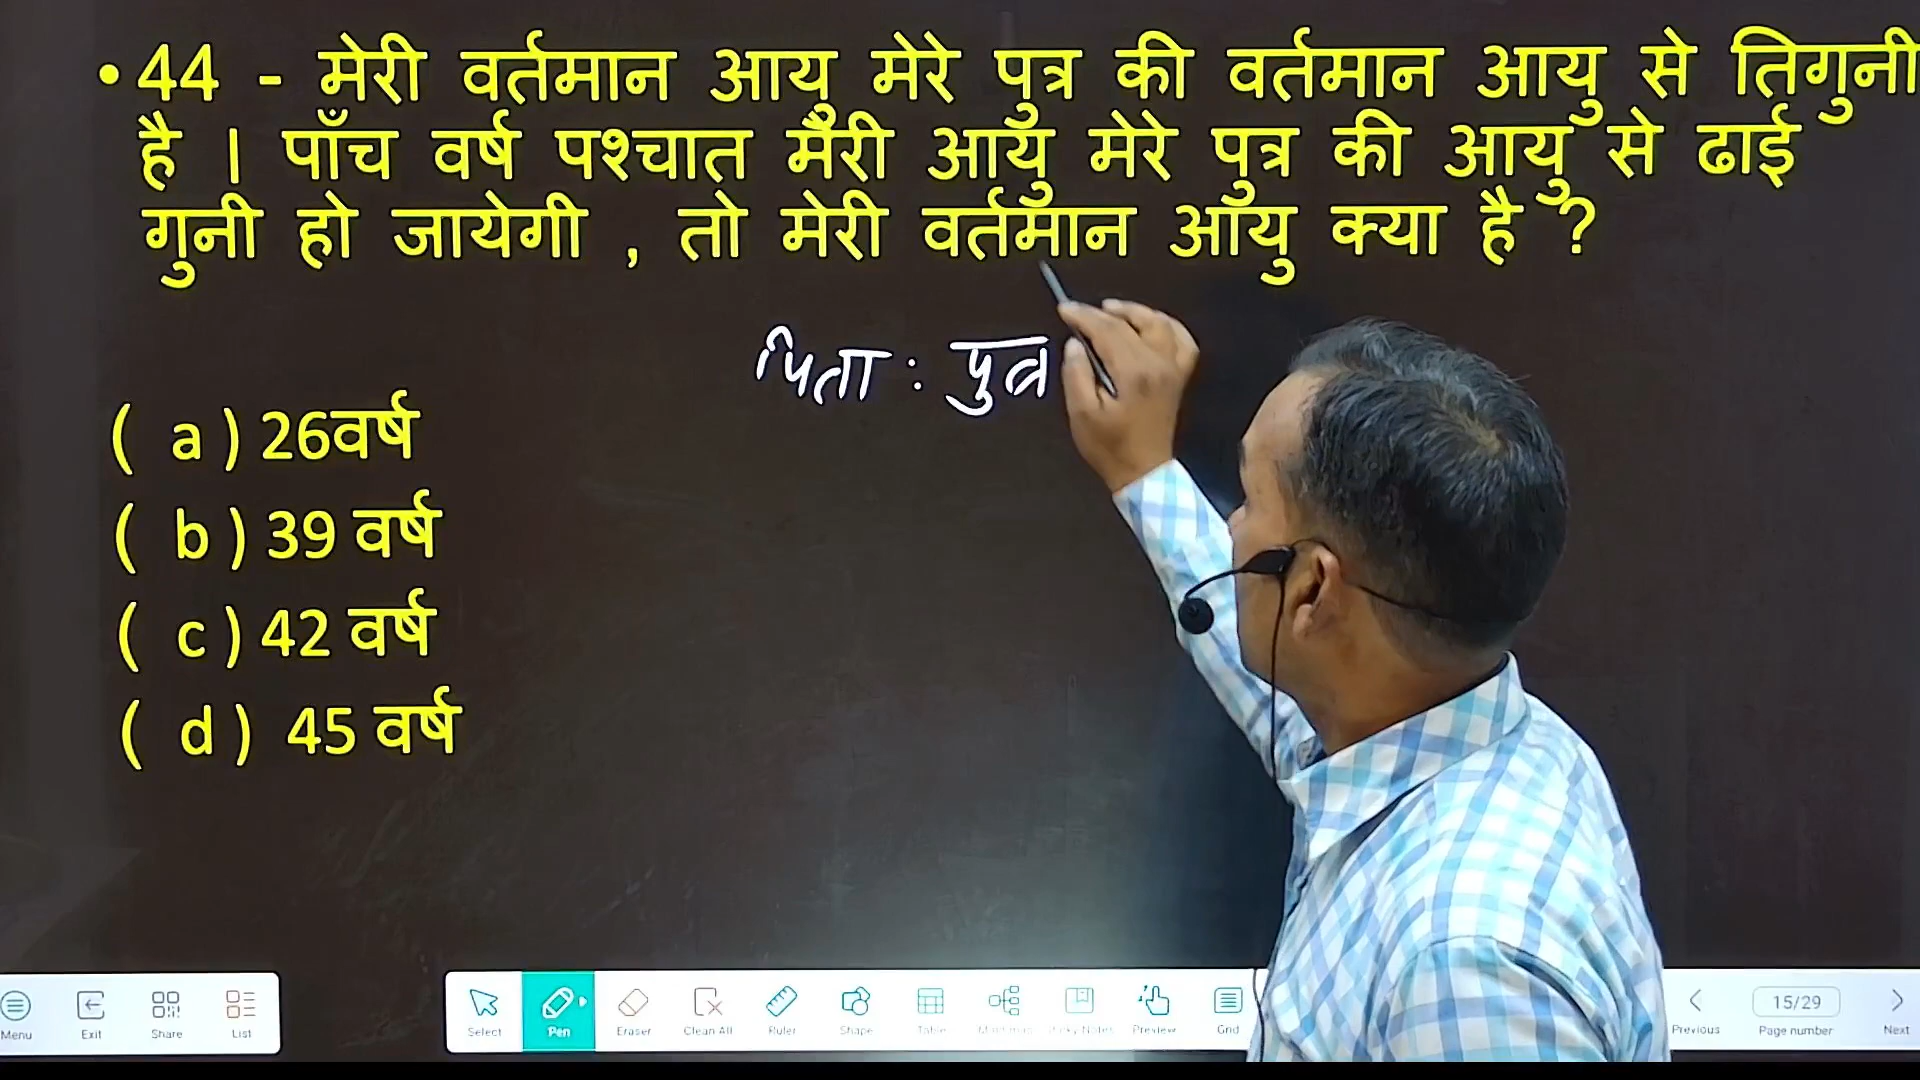 • 44 - मेरी वर्तमान आयु मेरे पुत्र की वर्तमान आयु से तिगुनी
है । पाँच वर्ष पश्चात मेरी आयु मेरे पुत्र की आयु से ढाई
गुनी हो जायेगी , तो मेरी वर्तमान आयु क्या है ?
पिता : पुत्र
( a ) 26वर्ष
( b ) 39 वर्ष
( c ) 42 वर्ष
( d ) 45 वर्ष
Menu Exit Share List Select Pen Eraser Clean All Ruler Shape Table Preview Grid Previous 15/29 Page number Next